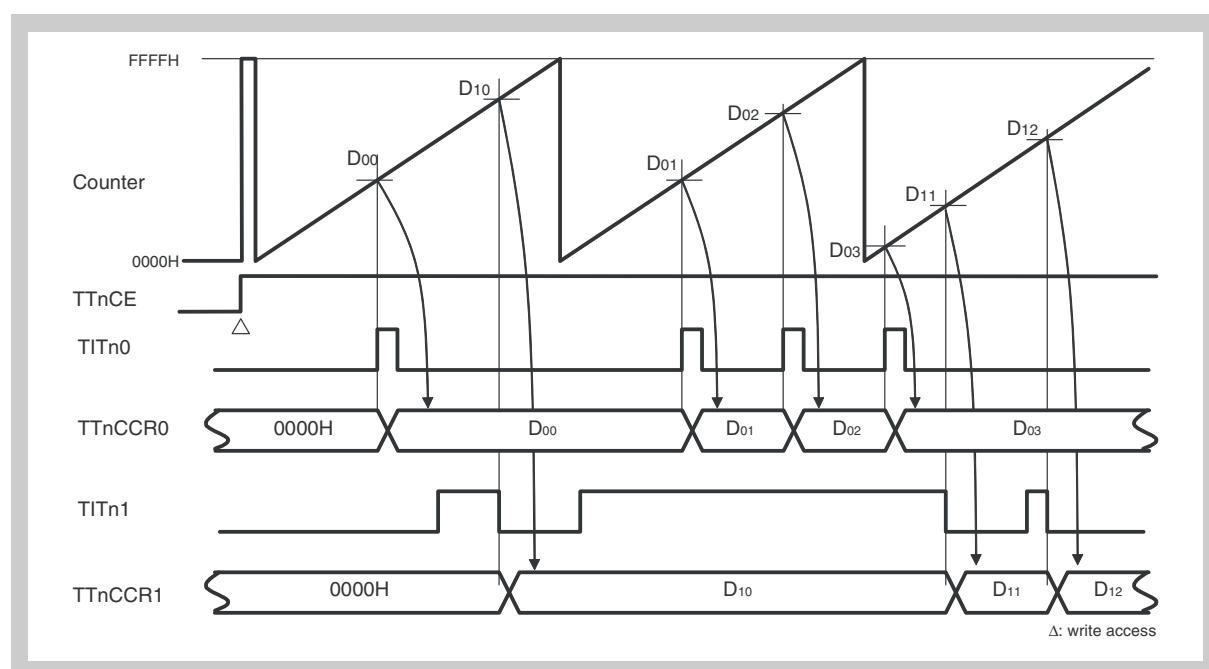 FFFFH
D10
D02
D12
D00
D01
Counter
D11
D03
0000H
TTnCE
Δ
TITn0
TTnCCR0 0000H D00 D01 D02 D03
TITn1
TTnCCR1 0000H D10 D11 D12
Δ: write access